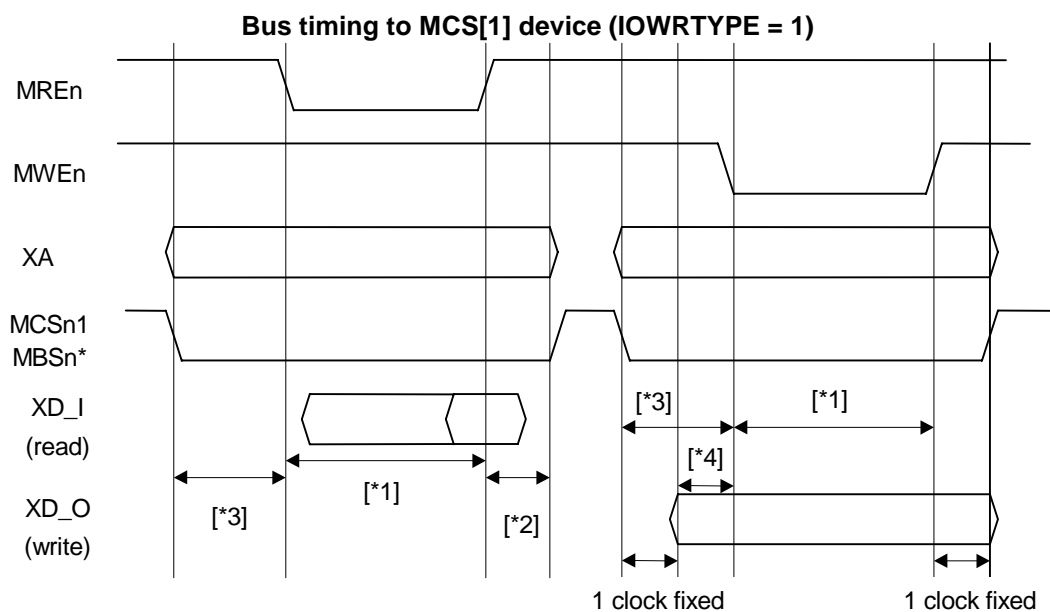 Bus timing to MCS[1] device (IOWRTYPE = 1)
MREn
MWEn
XA
MCSn1
MBSn*
XD_I
(read)
[*3]
[*1]
[*4]
[*3]
[*1]
[*2]
XD_O
(write)
1 clock fixed
1 clock fixed